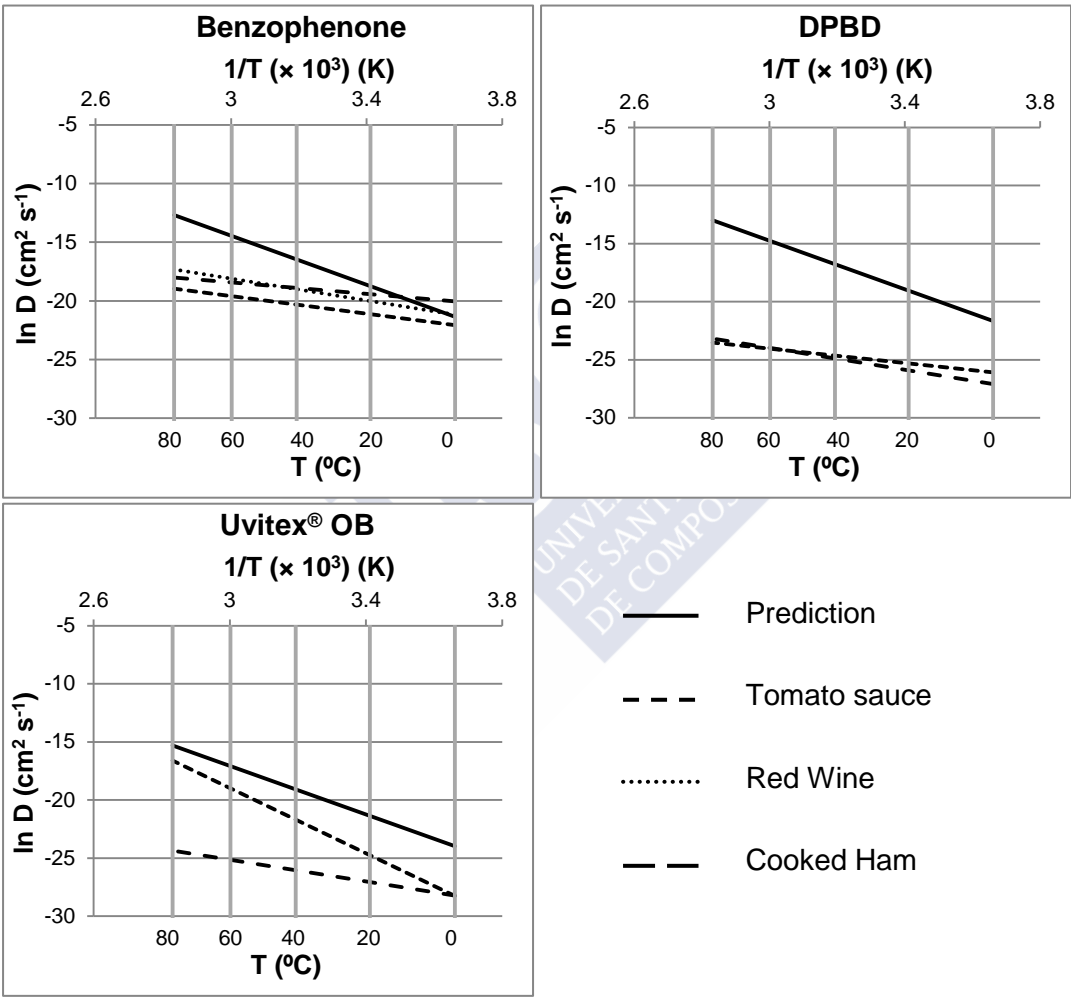 Benzophenone
1/T (× 10³) (K)
2.6 3 3.4 3.8
-5
-10
-15
-20
-25
-30
ln D (cm² s⁻¹)
80 60 40 20 0
T (ºC)
DPBD
1/T (× 10³) (K)
2.6 3 3.4 3.8
-5
-10
-15
-20
-25
-30
ln D (cm² s⁻¹)
80 60 40 20 0
T (ºC)
Uvitex® OB
1/T (× 10³) (K)
2.6 3 3.4 3.8
-5
-10
-15
-20
-25
-30
ln D (cm² s⁻¹)
80 60 40 20 0
T (ºC)
Prediction
Tomato sauce
Red Wine
Cooked Ham